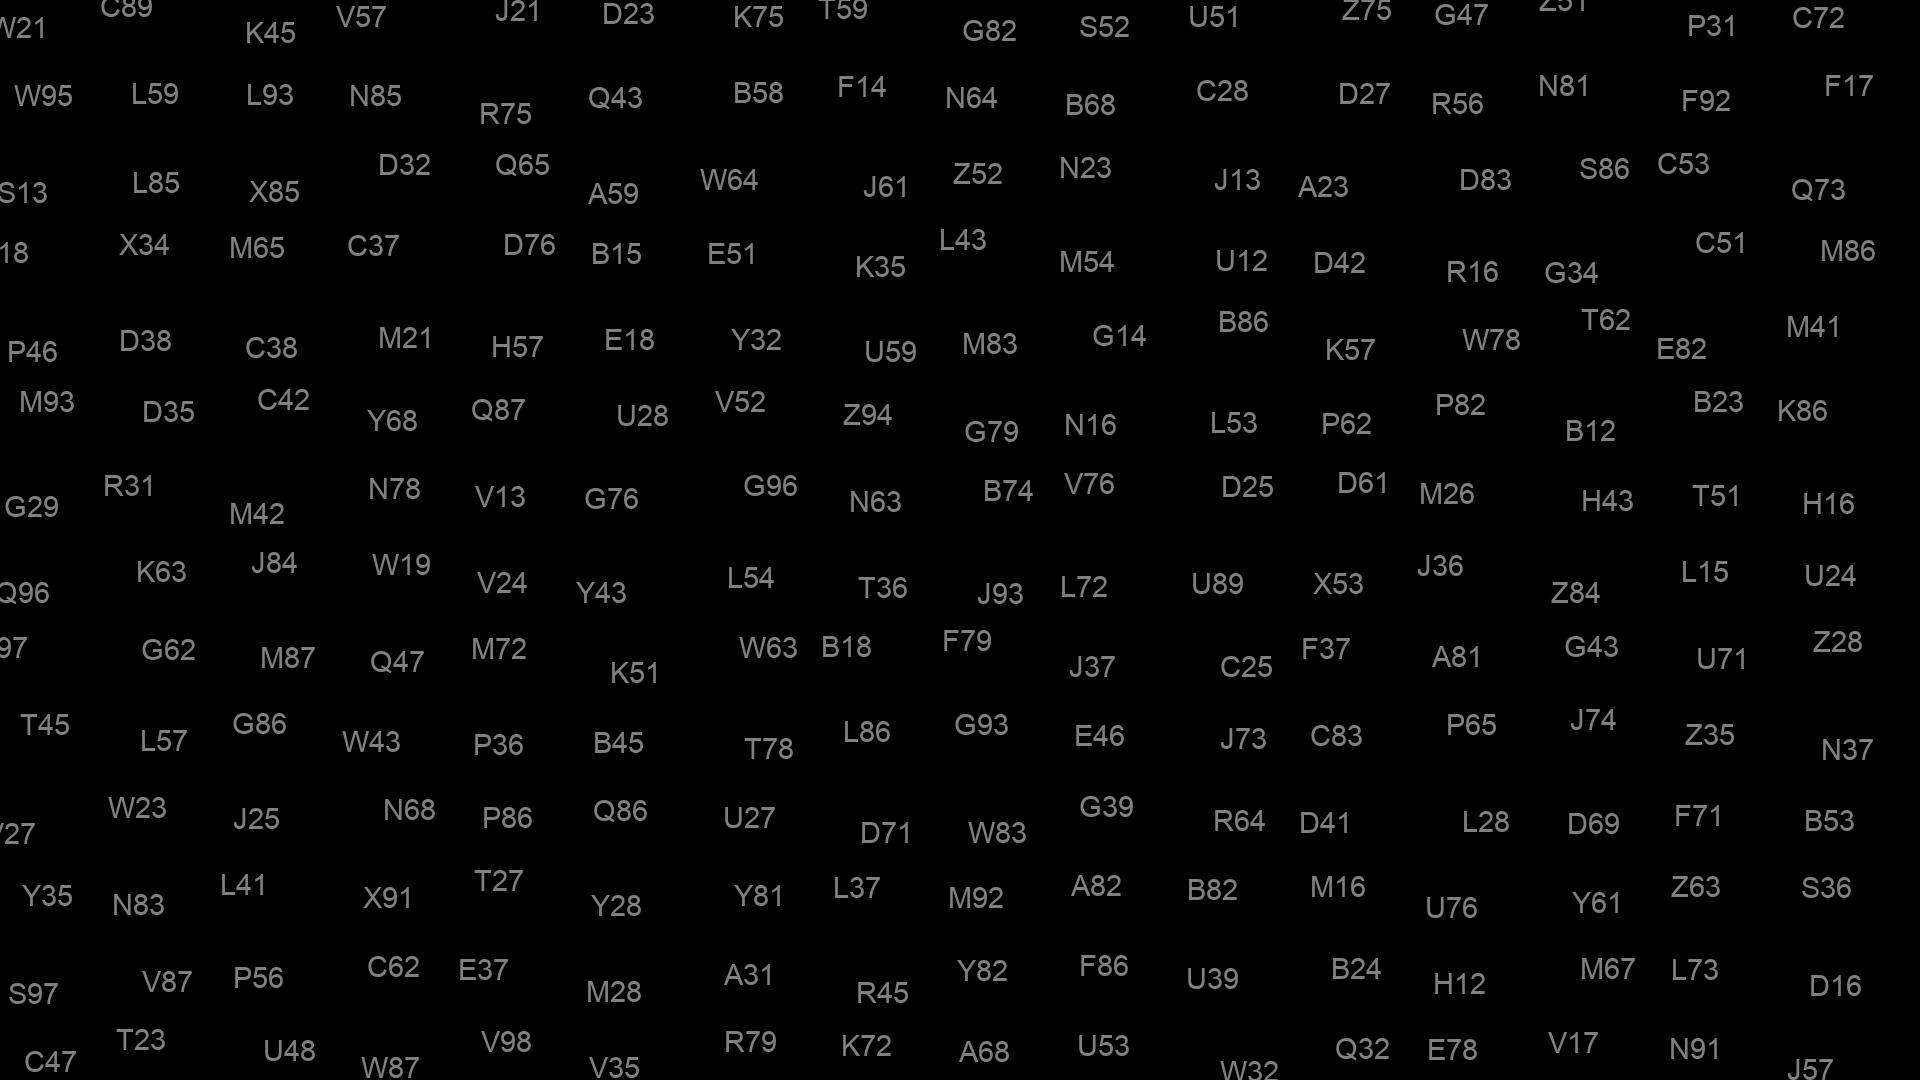 W21 C89 K45 V57 J21 D23 K75 T59 G82 S52 U51 Z75 G47 Z51 P31 C72
W95 L59 L93 N85 R75 Q43 B58 F14 N64 B68 C28 D27 R56 N81 F92 F17
S13 L85 X85 D32 Q65 A59 W64 J61 Z52 N23 J13 A23 D83 S86 C53 Q73
18 X34 M65 C37 D76 B15 E51 K35 L43 M54 U12 D42 R16 G34 C51 M86
P46 D38 C38 M21 H57 E18 Y32 U59 M83 G14 B86 K57 W78 T62 E82 M41
M93 D35 C42 Y68 Q87 U28 V52 Z94 G79 N16 L53 P62 P82 B12 B23 K86
G29 R31 M42 N78 V13 G76 G96 N63 B74 V76 D25 D61 M26 H43 T51 H16
Q96 K63 J84 W19 V24 Y43 L54 T36 J93 L72 U89 X53 J36 Z84 L15 U24
97 G62 M87 Q47 M72 K51 W63 B18 F79 J37 C25 F37 A81 G43 U71 Z28
T45 L57 G86 W43 P36 B45 T78 L86 G93 E46 J73 C83 P65 J74 Z35 N37
27 W23 J25 N68 P86 Q86 U27 D71 W83 G39 R64 D41 L28 D69 F71 B53
Y35 N83 L41 X91 T27 Y28 Y81 L37 M92 A82 B82 M16 U76 Y61 Z63 S36
S97 V87 P56 C62 E37 M28 A31 R45 Y82 F86 U39 B24 H12 M67 L73 D16
C47 T23 U48 W87 V98 V35 R79 K72 A68 U53 W32 Q32 E78 V17 N91 J57